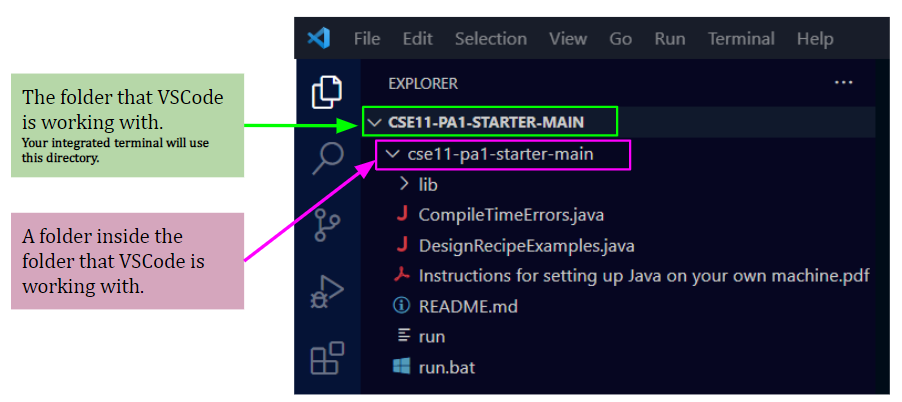 File Edit Selection View Go Run Terminal Help
The folder that VSCode
is working with.
Your integrated terminal will use
this directory.
A folder inside the
folder that VSCode is
working with.
EXPLORER ···
CSE11-PA1-STARTER-MAIN
cse11-pa1-starter-main
lib
CompileTimeErrors.java
DesignRecipeExamples.java
Instructions for setting up Java on your own machine.pdf
README.md
run
run.bat